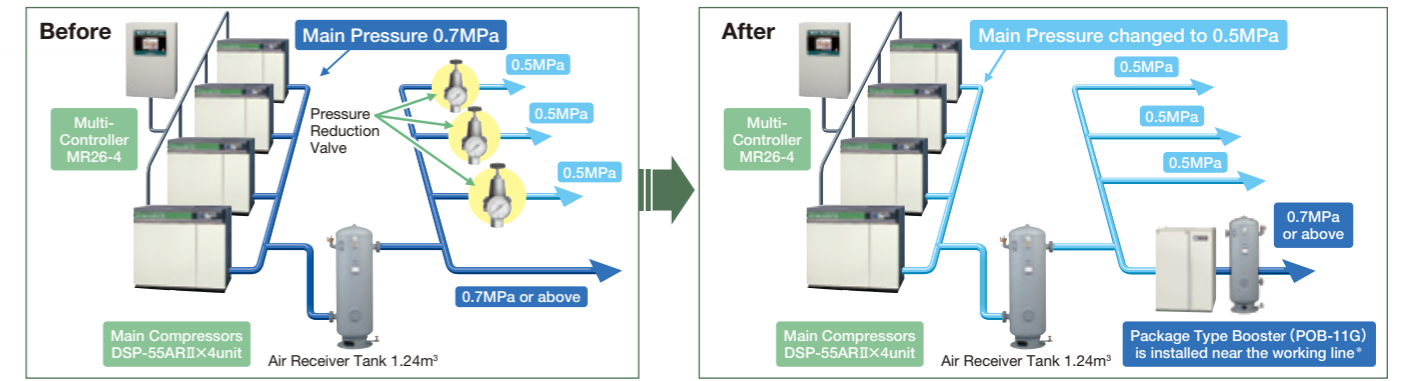 Before
Main Pressure 0.7MPa
0.5MPa
0.5MPa
0.5MPa
Pressure
Reduction
Valve
Multi-
Controller
MR26-4
0.7MPa or above
Main Compressors
DSP-55ARⅡ×4unit
Air Receiver Tank 1.24m³
After
Main Pressure changed to 0.5MPa
0.5MPa
0.5MPa
0.5MPa
Multi-
Controller
MR26-4
0.7MPa
or above
Main Compressors
DSP-55ARⅡ×4unit
Air Receiver Tank 1.24m³
Package Type Booster (POB-11G)
is installed near the working line*